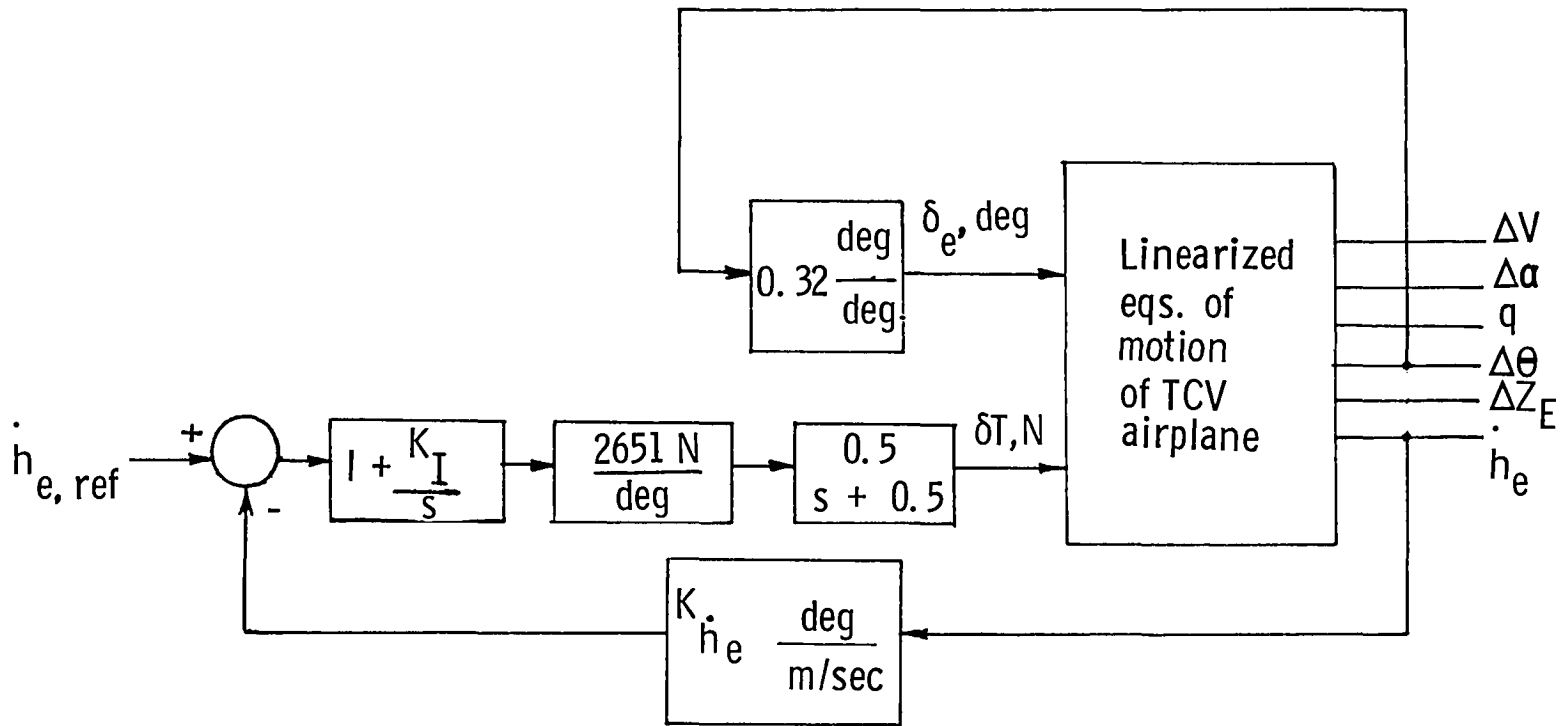 deg
0.32
deg
δe, deg
Linearized
eqs. of
motion
of TCV
airplane
ΔV
Δα
q
Δθ
ΔZE
ḣe
ḣe, ref
+
-
1 + KI
s
2651 N
deg
0.5
s + 0.5
δT, N
Kḣe
deg
m/sec